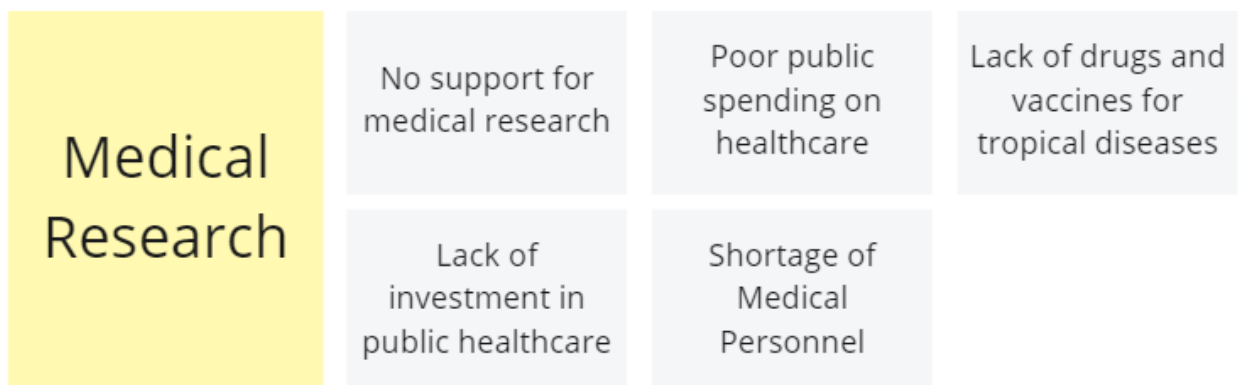 Medical
Research
No support for
medical research
Poor public
spending on
healthcare
Lack of drugs and
vaccines for
tropical diseases
Lack of
investment in
public healthcare
Shortage of
Medical
Personnel